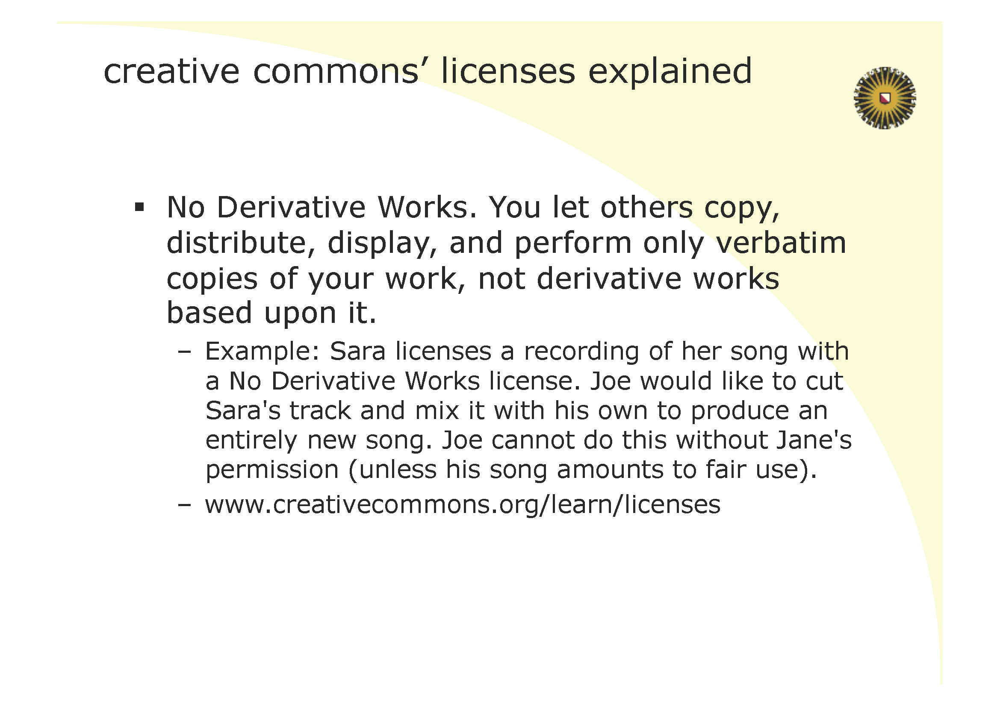 creative commons’ licenses explained
▪ No Derivative Works. You let others copy,
distribute, display, and perform only verbatim
copies of your work, not derivative works
based upon it.
– Example: Sara licenses a recording of her song with
a No Derivative Works license. Joe would like to cut
Sara's track and mix it with his own to produce an
entirely new song. Joe cannot do this without Jane's
permission (unless his song amounts to fair use).
– www.creativecommons.org/learn/licenses